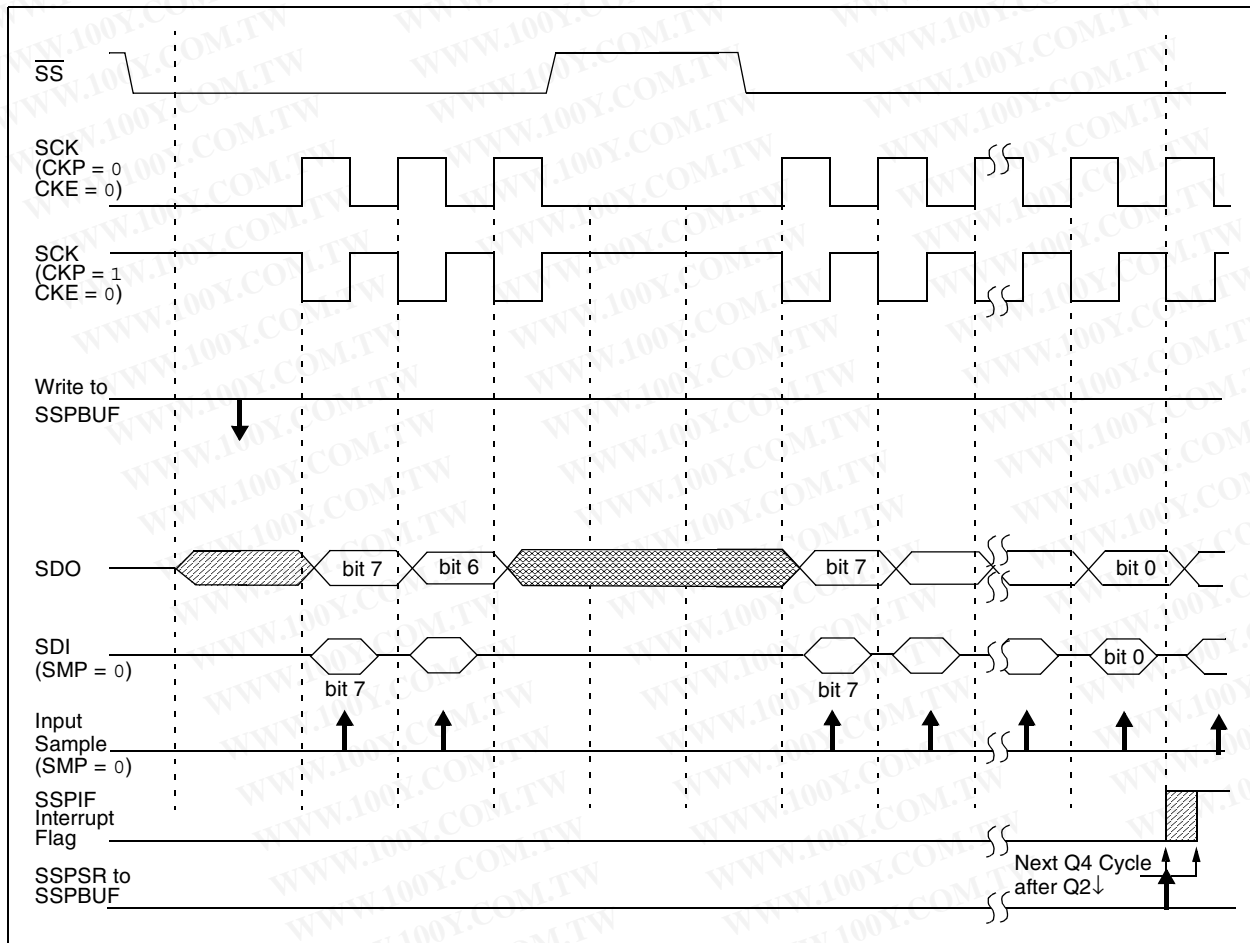 SS
SCK
(CKP = 0
CKE = 0)
SCK
(CKP = 1
CKE = 0)
Write to
SSPBUF
SDO
bit 7
bit 6
bit 7
bit 0
SDI
(SMP = 0)
bit 7
bit 7
bit 0
Input
Sample
(SMP = 0)
SSPIF
Interrupt
Flag
SSPSR to
SSPBUF
Next Q4 Cycle
after Q2↓
WWW.100Y.COM.TW